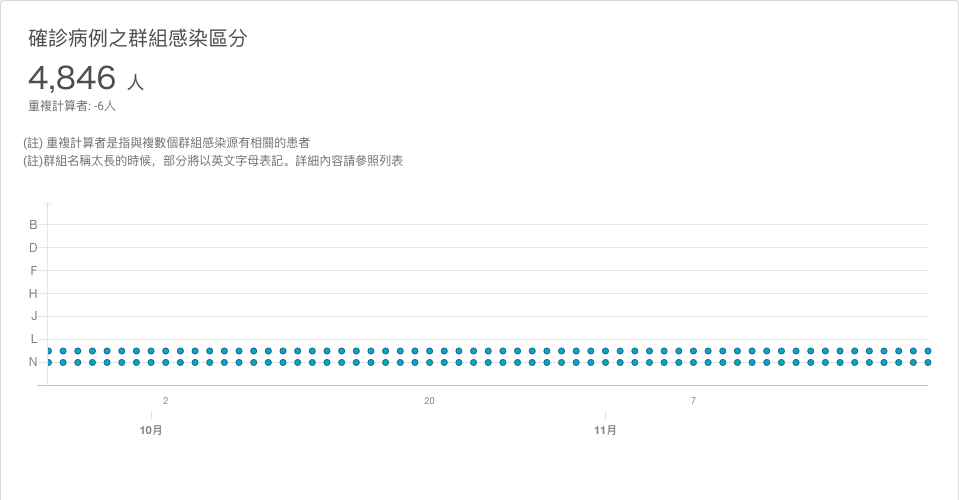 確診病例之群組感染區分
4,846 人
重複計算者: -6人
(註) 重複計算者是指與複數個群組感染源有相關的患者
(註)群組名稱太長的時候，部分將以英文字母表記。詳細內容請參照列表
B
D
F
H
J
L
N
2 20 7
10月 11月